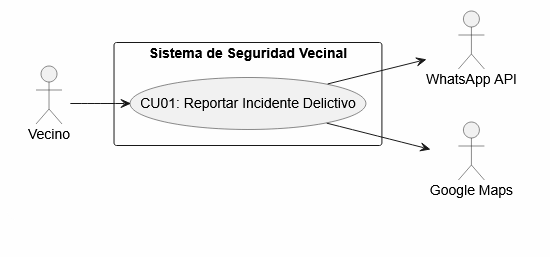 Sistema de Seguridad Vecinal
WhatsApp API
CU01: Reportar Incidente Delictivo
Vecino
Google Maps